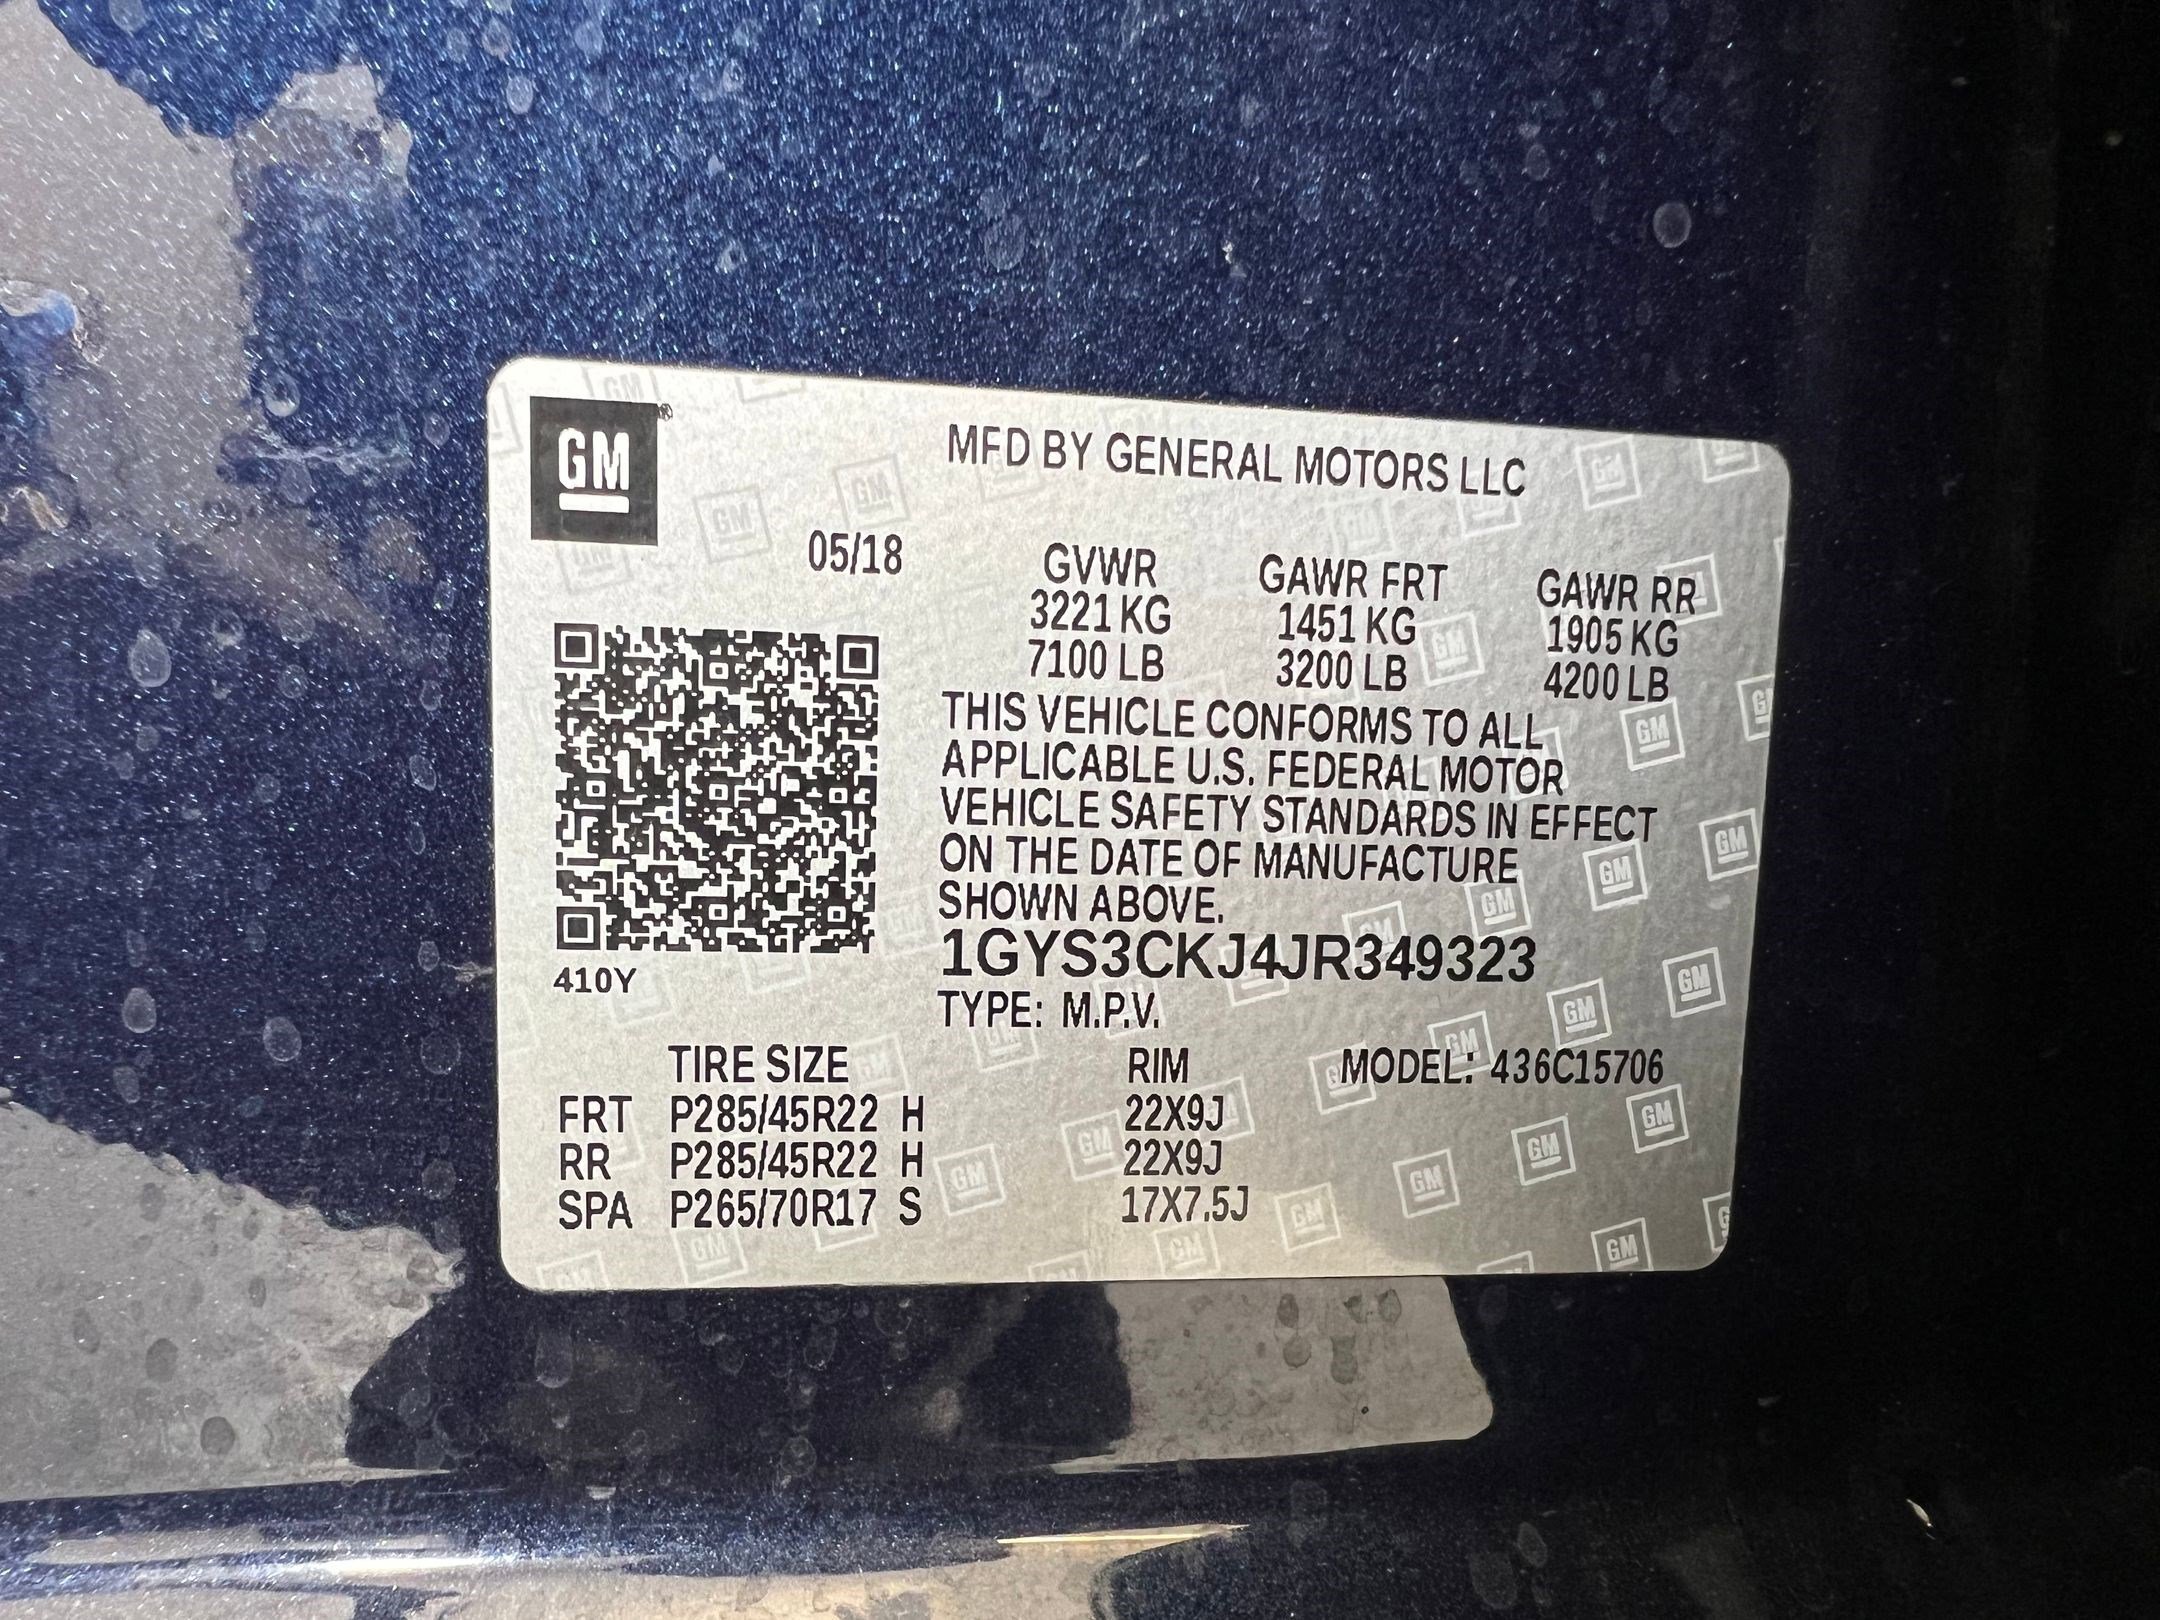 GM
MFD BY GENERAL MOTORS LLC
05/18
GVWR GAWR FRT GAWR RR
3221 KG 1451 KG 1905 KG
7100 LB 3200 LB 4200 LB
THIS VEHICLE CONFORMS TO ALL
APPLICABLE U.S. FEDERAL MOTOR
VEHICLE SAFETY STANDARDS IN EFFECT
ON THE DATE OF MANUFACTURE
SHOWN ABOVE.
1GYS3CKJ4JR349323
410Y
TYPE: M.P.V.
TIRE SIZE RIM MODEL: 436C15706
FRT P285/45R22 H 22X9J
RR P285/45R22 H 22X9J
SPA P265/70R17 S 17X7.5J